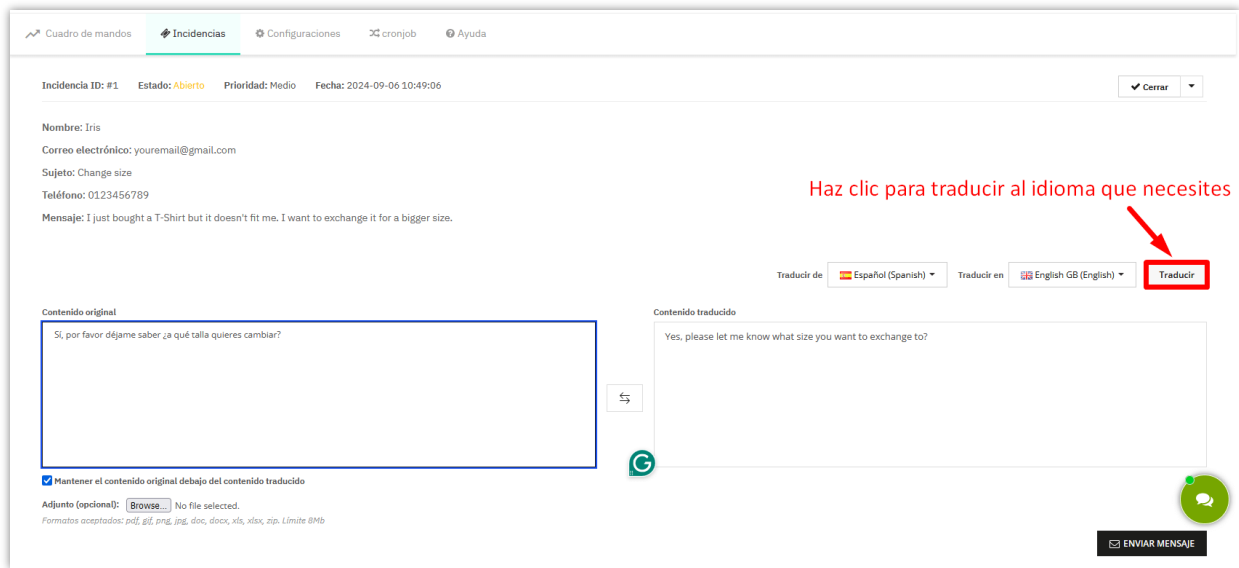 Cuadro de mandos Incidencias Configuraciones cronjob Ayuda
Incidencia ID: #1 Estado: Abierto Prioridad: Medio Fecha: 2024-09-06 10:49:06 Cerrar
Nombre: Iris
Correo electrónico: youremail@gmail.com
Sujeto: Change size
Teléfono: 0123456789
Mensaje: I just bought a T-Shirt but it doesn't fit me. I want to exchange it for a bigger size.
Haz clic para traducir al idioma que necesites
Traducir de Español (Spanish) Traducir en English GB (English) Traducir
Contenido original
Sí, por favor déjame saber ¿a qué talla quieres cambiar?
Contenido traducido
Yes, please let me know what size you want to exchange to?
G
Mantener el contenido original debajo del contenido traducido
Adjunto (opcional): Browse... No file selected.
Formatos aceptados: pdf, gif, png, jpg, doc, docx, xls, xlsx, zip. Límite 8Mb
ENVIAR MENSAJE